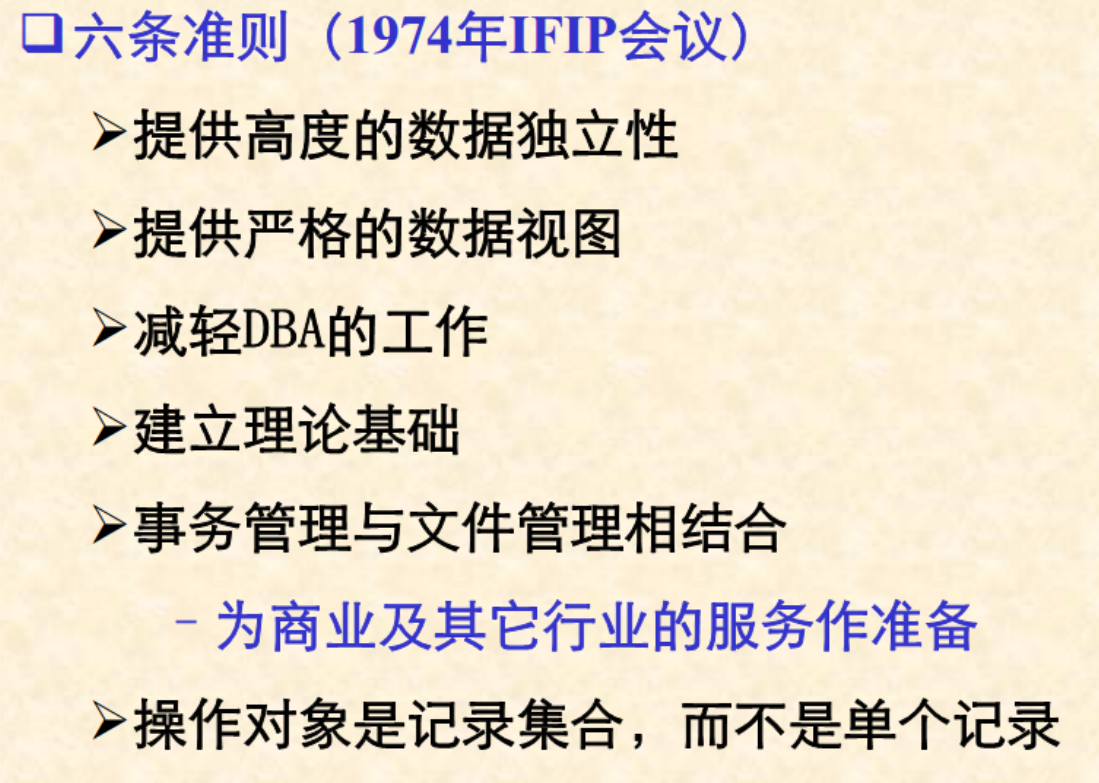 ❑六条准则（1974年IFIP会议）
➢提供高度的数据独立性
➢提供严格的数据视图
➢减轻DBA的工作
➢建立理论基础
➢事务管理与文件管理相结合
- 为商业及其它行业的服务作准备
➢操作对象是记录集合，而不是单个记录